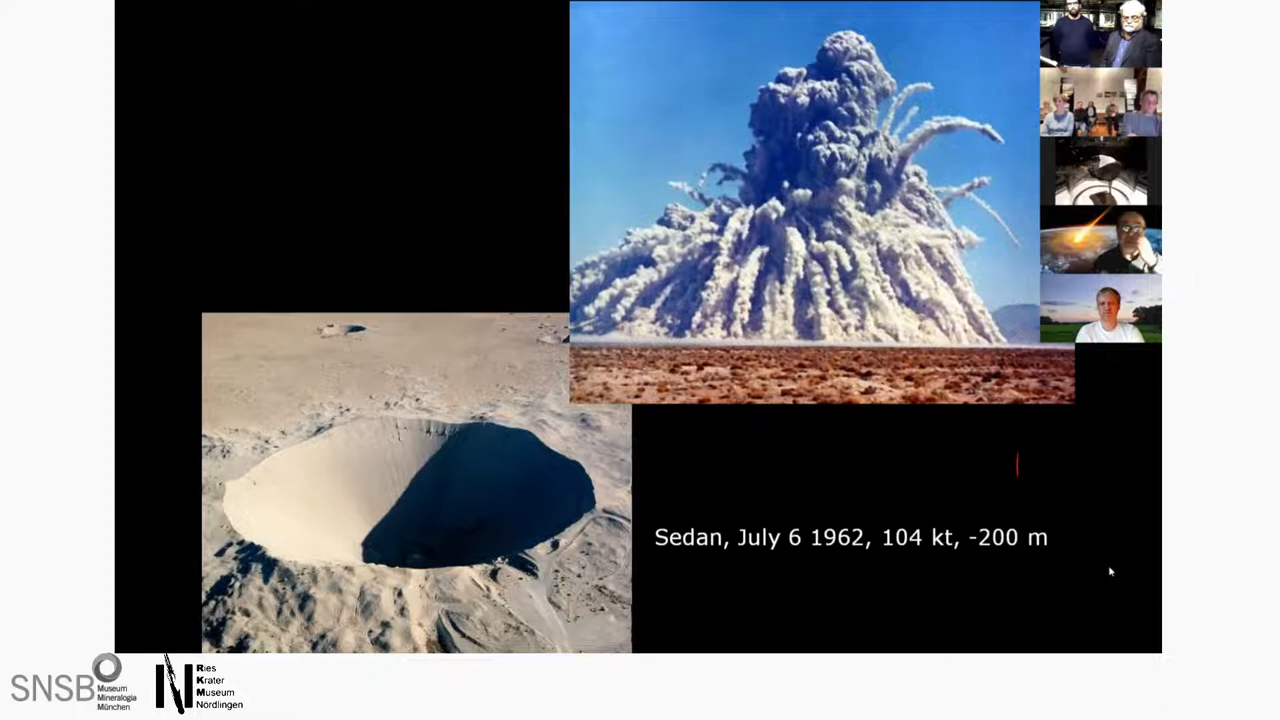 Sedan, July 6 1962, 104 kt, -200 m
SNSB
Museum
Mineralogia
München
Ries
Krater
Museum
Nördlingen